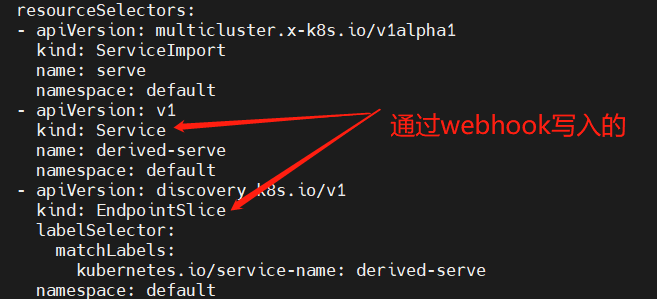 resourceSelectors:
- apiVersion: multicluster.x-k8s.io/v1alpha1
  kind: ServiceImport
  name: serve
  namespace: default
- apiVersion: v1
  kind: Service
  name: derived-serve
  namespace: default
通过webhook写入的
- apiVersion: discovery.k8s.io/v1
  kind: EndpointSlice
  labelSelector:
    matchLabels:
      kubernetes.io/service-name: derived-serve
  namespace: default